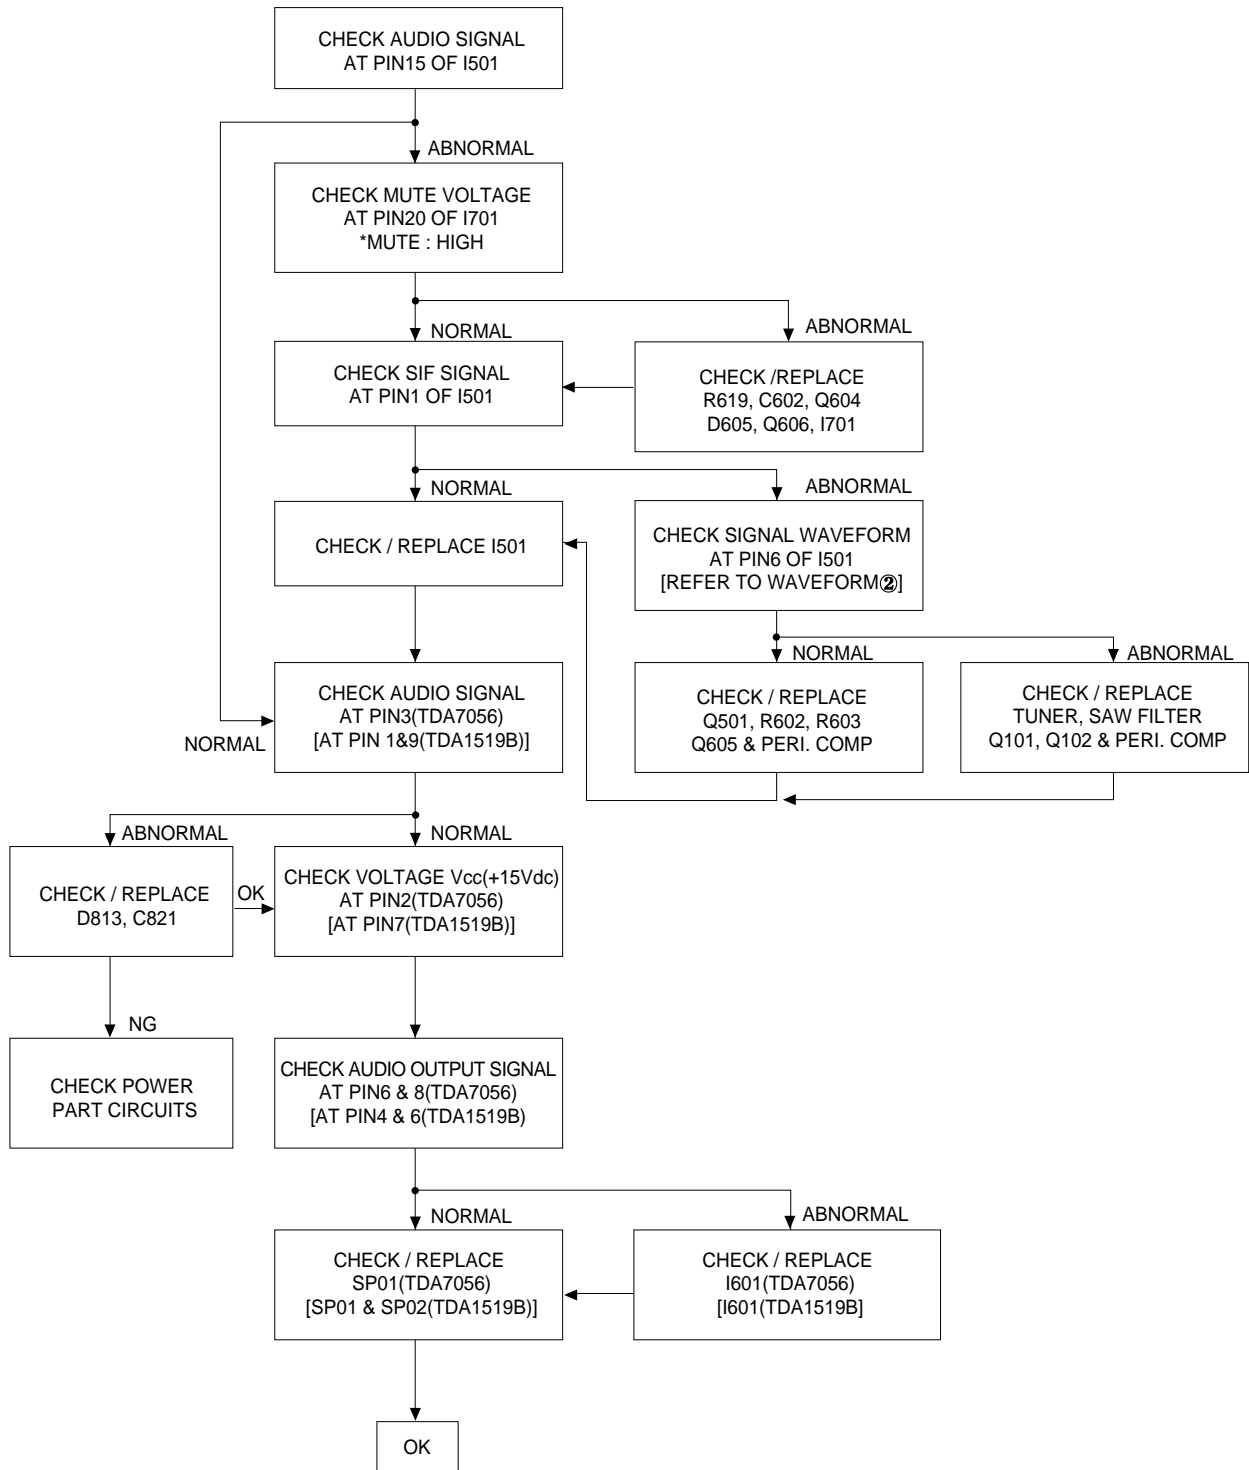 CHECK AUDIO SIGNAL
AT PIN15 OF I501
ABNORMAL
CHECK MUTE VOLTAGE
AT PIN20 OF I701
*MUTE : HIGH
NORMAL
ABNORMAL
CHECK SIF SIGNAL
AT PIN1 OF I501
CHECK /REPLACE
R619, C602, Q604
D605, Q606, I701
NORMAL
ABNORMAL
CHECK / REPLACE I501
CHECK SIGNAL WAVEFORM
AT PIN6 OF I501
[REFER TO WAVEFORM②]
NORMAL
ABNORMAL
CHECK AUDIO SIGNAL
AT PIN3(TDA7056)
[AT PIN 1&9(TDA1519B)]
NORMAL
CHECK / REPLACE
Q501, R602, R603
Q605 & PERI. COMP
CHECK / REPLACE
TUNER, SAW FILTER
Q101, Q102 & PERI. COMP
ABNORMAL
NORMAL
CHECK / REPLACE
D813, C821
OK
CHECK VOLTAGE Vcc(+15Vdc)
AT PIN2(TDA7056)
[AT PIN7(TDA1519B)]
NG
CHECK POWER
PART CIRCUITS
CHECK AUDIO OUTPUT SIGNAL
AT PIN6 & 8(TDA7056)
[AT PIN4 & 6(TDA1519B)
NORMAL
ABNORMAL
CHECK / REPLACE
SP01(TDA7056)
[SP01 & SP02(TDA1519B)]
CHECK / REPLACE
I601(TDA7056)
[I601(TDA1519B]
OK